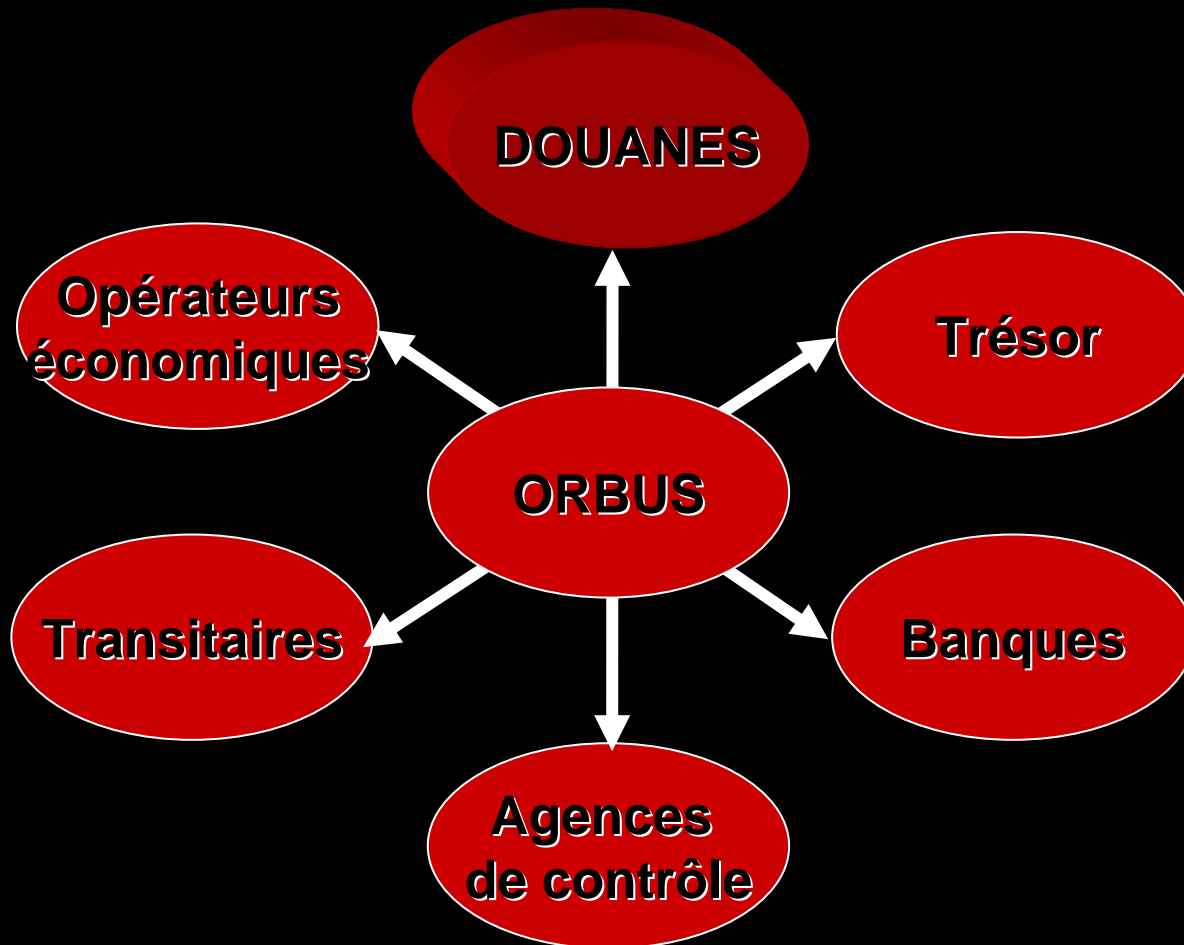 DOUANES
Opérateurs
économiques
Trésor
ORBUS
Transitaires
Banques
Agences
de contrôle